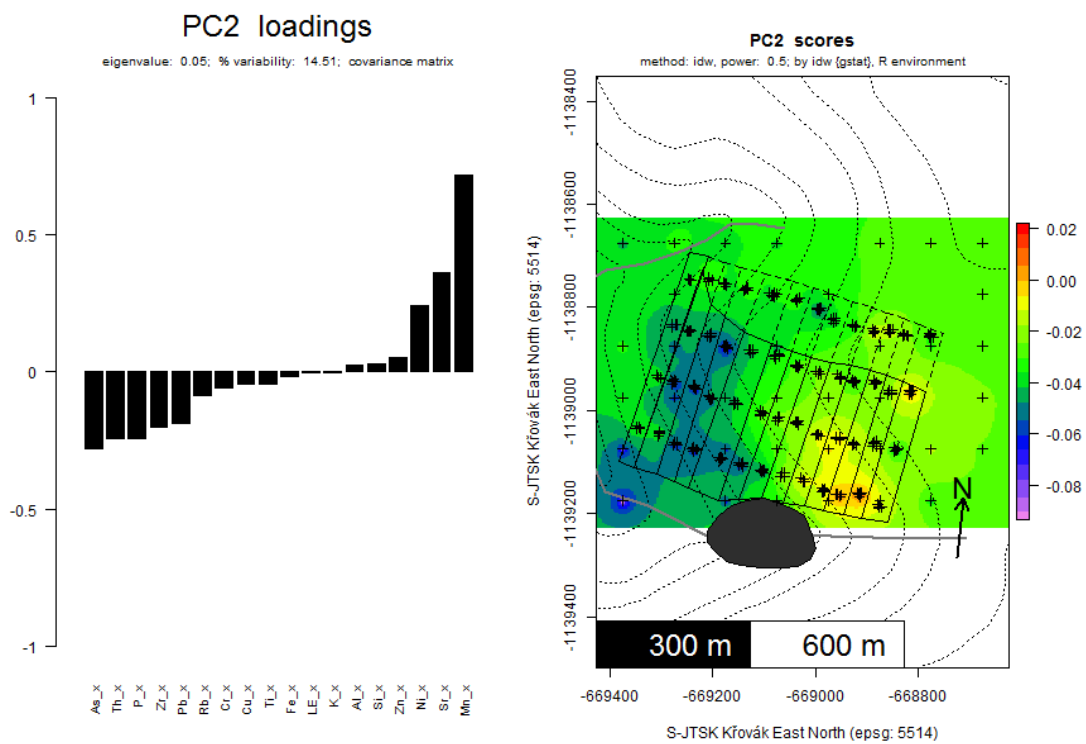 PC2 loadings
eigenvalue: 0.05; % variability: 14.51; covariance matrix
1
0.5
0
-0.5
-1
As_x
Th_x
P_x
Zr_x
Pb_x
Rb_x
Cr_x
Cu_x
Ti_x
Fe_x
LE_x
K_x
Al_x
Si_x
Zn_x
Ni_x
Sr_x
Mn_x
PC2 scores
method: idw, power: 0.5; by idw {gstat}, R environment
S-JTSK Křovák East North (epsg: 5514)
-1138400
-1138600
-1138800
-1139000
-1139200
-1139400
N
300 m
600 m
-669400
-669200
-669000
-668800
S-JTSK Křovák East North (epsg: 5514)
0.02
0.00
-0.02
-0.04
-0.06
-0.08